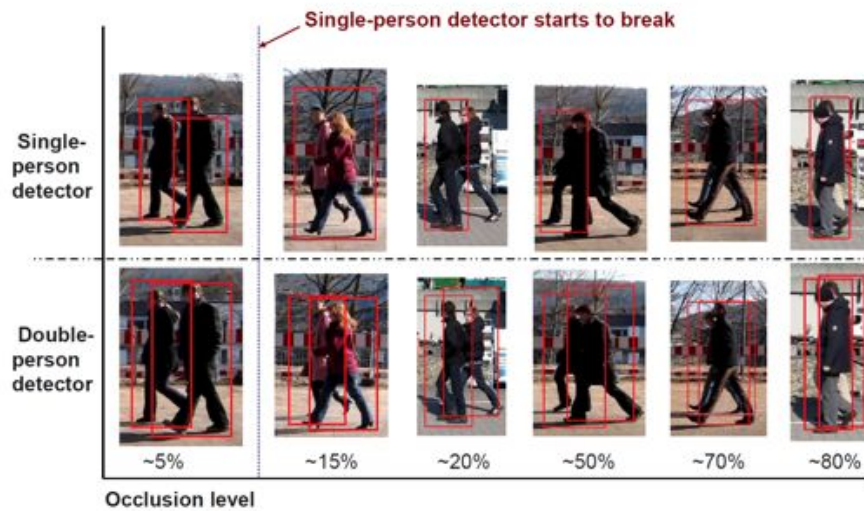 Single-person detector starts to break
Single-
person
detector
Double-
person
detector
~5%
~15%
~20%
~50%
~70%
~80%
Occlusion level